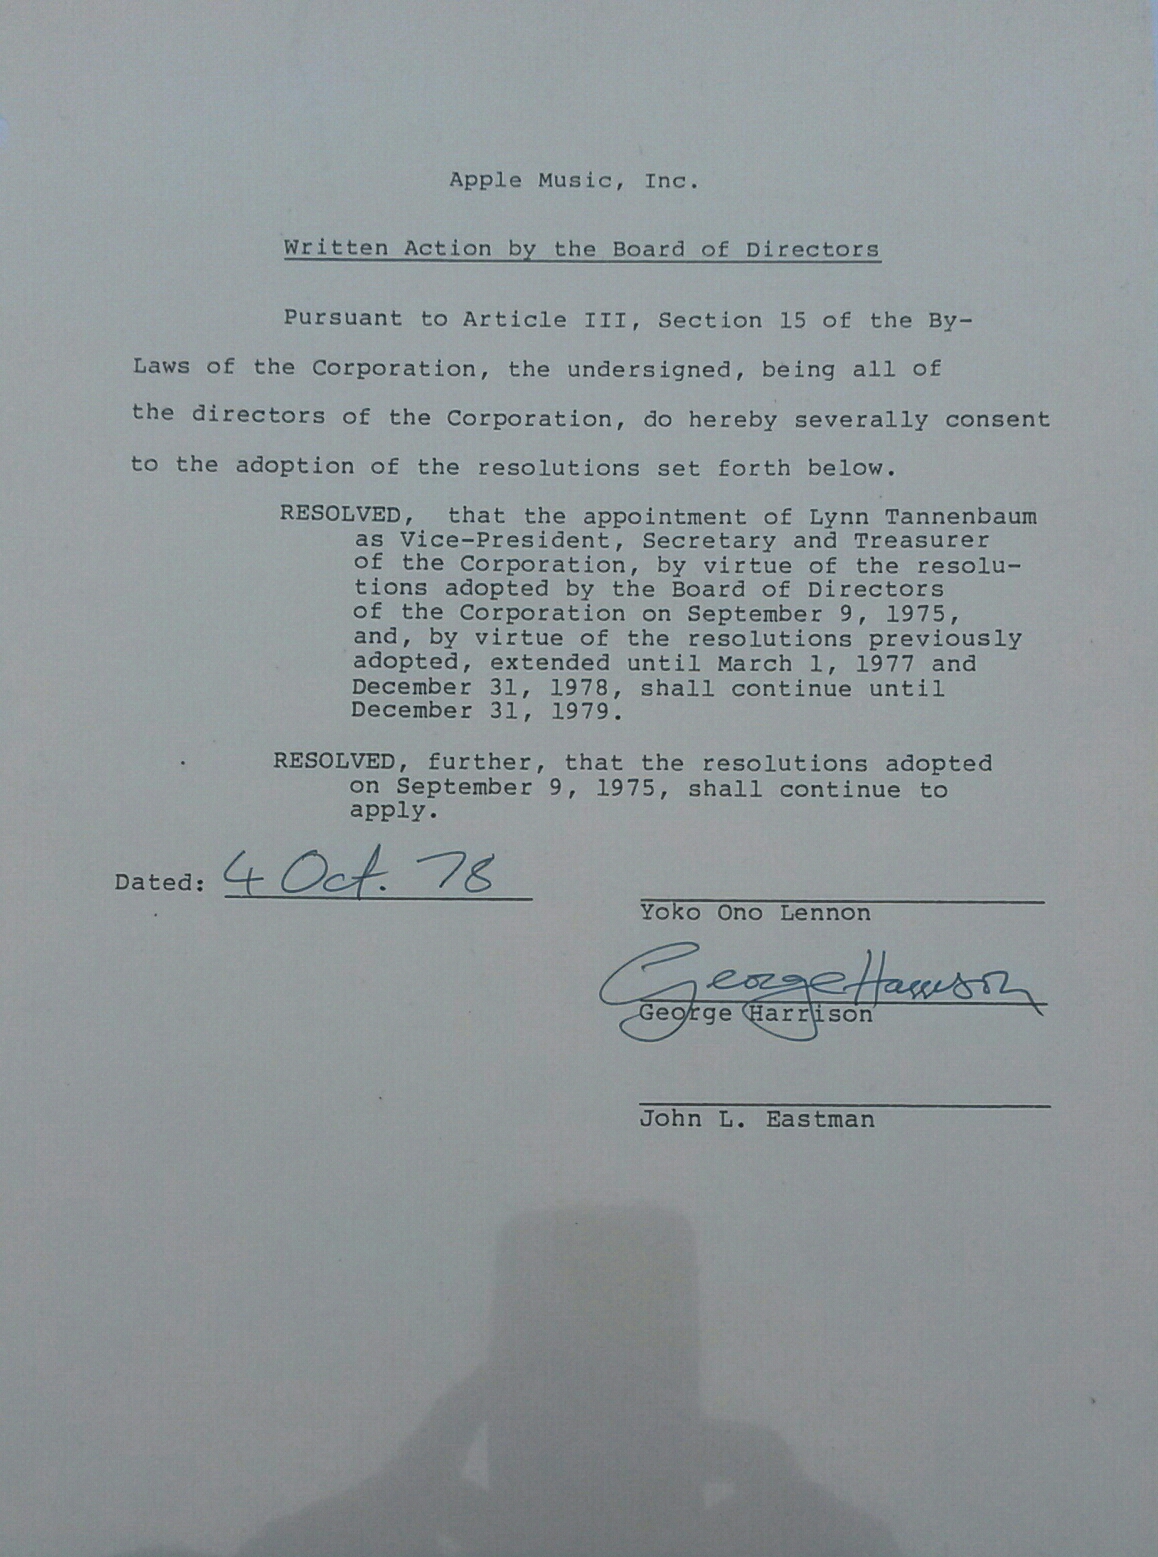 Apple Music, Inc.
Written Action by the Board of Directors
Pursuant to Article III, Section 15 of the By-
Laws of the Corporation, the undersigned, being all of
the directors of the Corporation, do hereby severally consent
to the adoption of the resolutions set forth below.
RESOLVED, that the appointment of Lynn Tannenbaum
as Vice-President, Secretary and Treasurer
of the Corporation, by virtue of the resolu-
tions adopted by the Board of Directors
of the Corporation on September 9, 1975,
and, by virtue of the resolutions previously
adopted, extended until March 1, 1977 and
December 31, 1978, shall continue until
December 31, 1979.
RESOLVED, further, that the resolutions adopted
on September 9, 1975, shall continue to
apply.
Dated: 4 Oct. 78
Yoko Ono Lennon
George Harrison
George Harrison
John L. Eastman